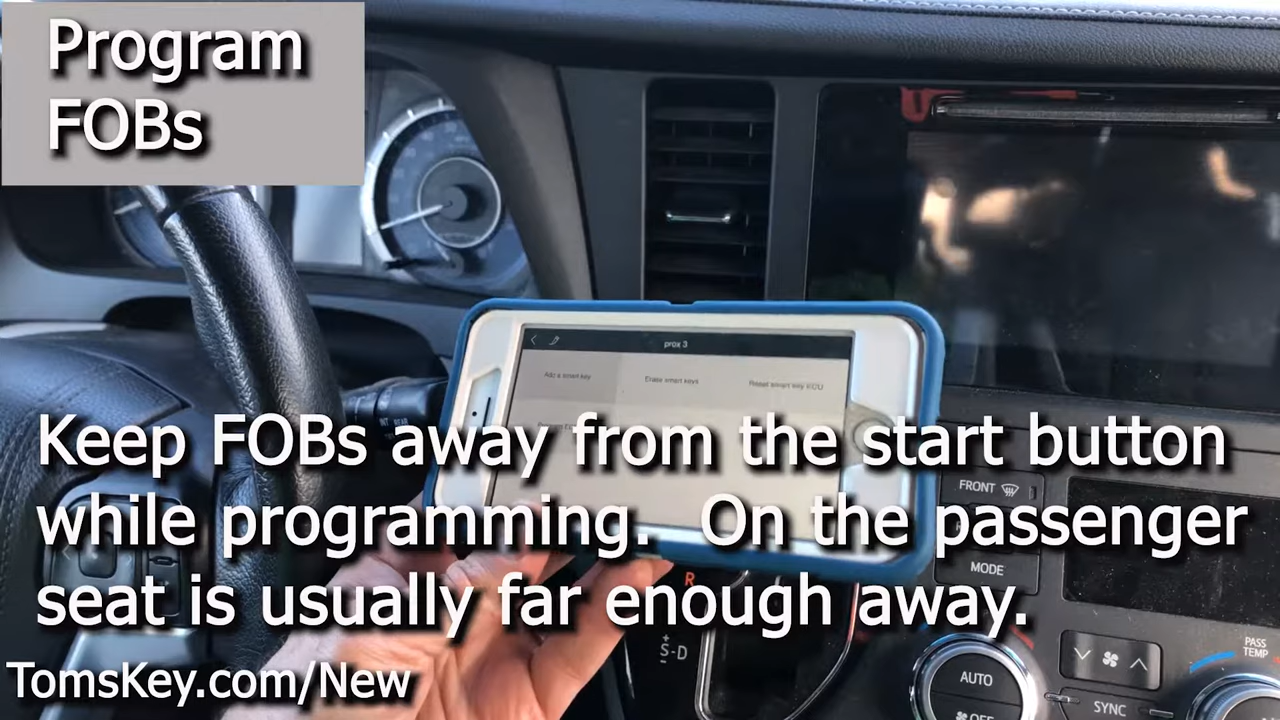 Program
FOBs
prox 3
Add a smart key
Erase smart keys
Reset smart key ECU
Keep FOBs away from the start button
while programming. On the passenger
seat is usually far enough away.
FRONT
MODE
R
S-D
PASS
TEMP
AUTO
SYNC
OFF
TomsKey.com/New